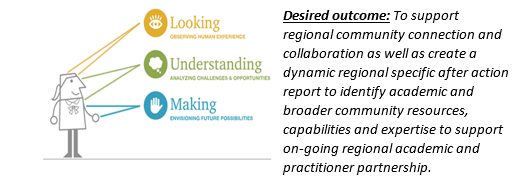 Looking
OBSERVING HUMAN EXPERIENCE
Understanding
ANALYZING CHALLENGES & OPPORTUNITIES
Making
ENVISIONING FUTURE POSSIBILITIES
Desired outcome: To support
regional community connection and
collaboration as well as create a
dynamic regional specific after action
report to identify academic and
broader community resources,
capabilities and expertise to support
on-going regional academic and
practitioner partnership.